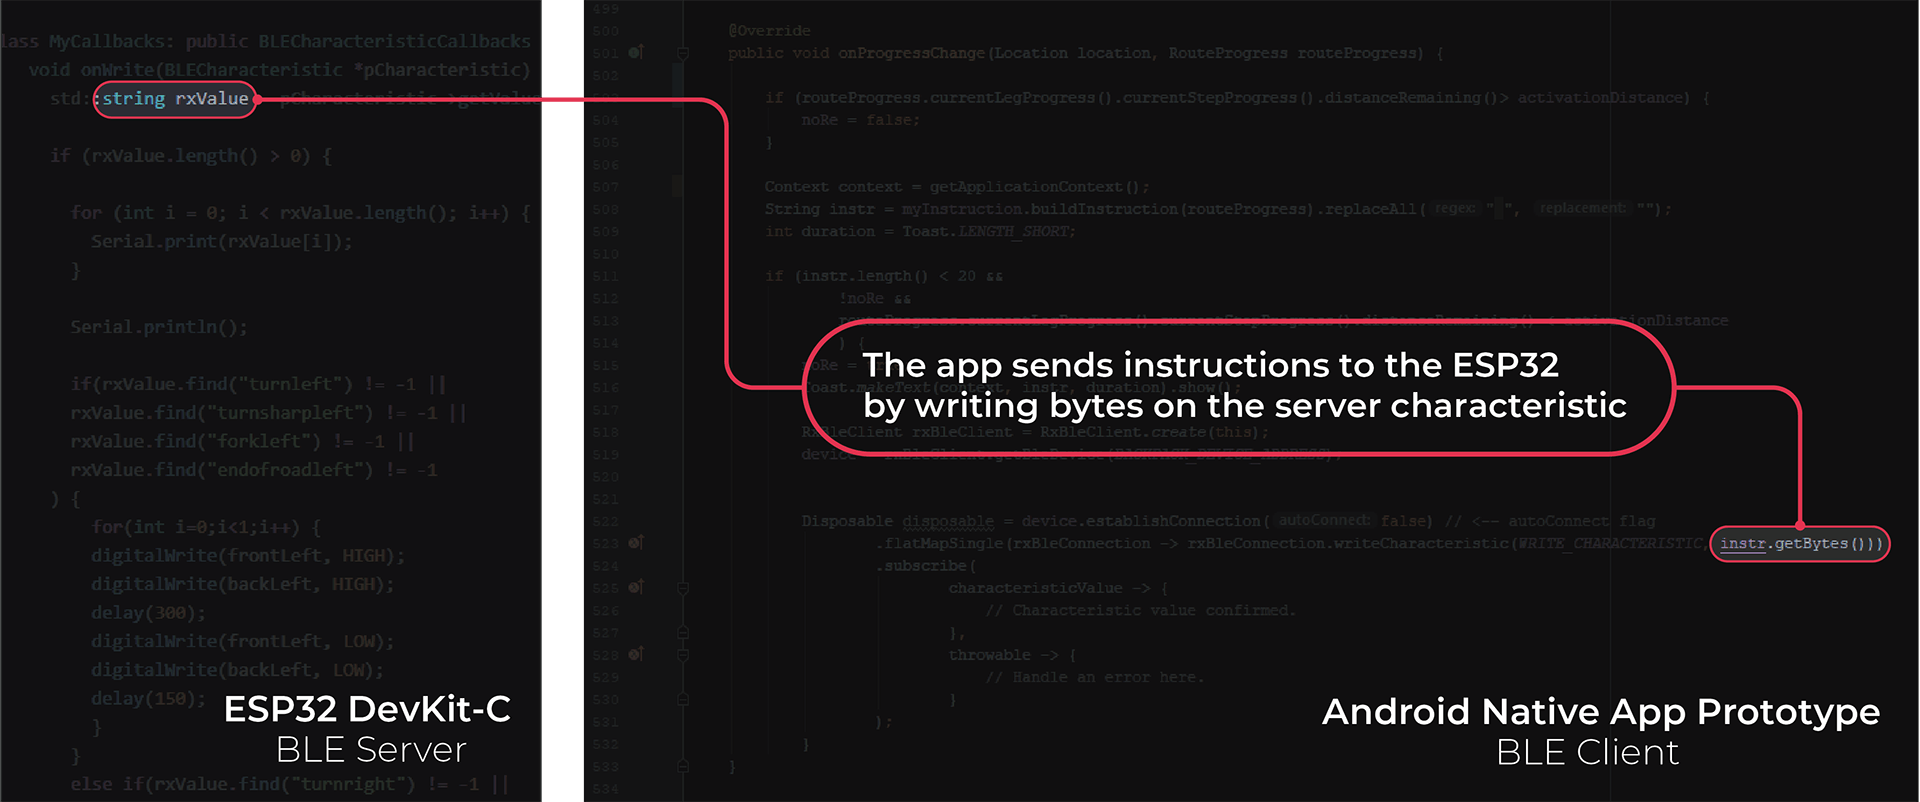 lass MyCallbacks: public BLECharacteristicCallbacks
void onWrite(BLECharacteristic *pCharacteristic)
std::string rxValue pCharacteristic >getValue
if (rxValue.length() > 0) {
for (int i = 0; i < rxValue.length(); i++) {
Serial.print(rxValue[i]);
}
Serial.println();
if(rxValue.find("turnleft") != -1 ||
rxValue.find("turnsharpleft") != -1 ||
rxValue.find("forkleft") != -1 ||
rxValue.find("endofroadleft") != -1
) {
for(int i=0;i<1;i++) {
digitalWrite(frontLeft, HIGH);
digitalWrite(backLeft, HIGH);
delay(300);
digitalWrite(frontLeft, LOW);
digitalWrite(backLeft, LOW);
delay(150);
}
}
else if(rxValue.find("turnright") != -1 ||
ESP32 DevKit-C
BLE Server
499
500 @Override
501 public void onProgressChange(Location location, RouteProgress routeProgress) {
502
503 if (routeProgress.currentLegProgress().currentStepProgress().distanceRemaining()> activationDistance) {
504 noRe = false;
505 }
506
507 Context context = getApplicationContext();
508 String instr = myInstruction.buildInstruction(routeProgress).replaceAll( regex: " ", replacement: "");
509 int duration = Toast.LENGTH_SHORT;
510
511 if (instr.length() < 20 &&
512 !noRe &&
513 routeProgress.currentLegProgress().currentStepProgress().distanceRemaining() < activationDistance
514 ) {
515 noRe =
516 Toast.makeText(context, instr, duration).show();
517
518 RxBleClient rxBleClient = RxBleClient.create(this);
519 device = rxBleClient.getBleDevice(BACKPACK_DEVICE_ADDRESS);
520
521
522 Disposable disposable = device.establishConnection( autoConnect: false) // <-- autoConnect flag
523 .flatMapSingle(rxBleConnection -> rxBleConnection.writeCharacteristic(WRITE_CHARACTERISTIC, instr.getBytes()))
524 .subscribe(
525 characteristicValue -> {
526 // Characteristic value confirmed.
527 },
528 throwable -> {
529 // Handle an error here.
530 }
531 );
532 }
533 }
534
The app sends instructions to the ESP32
by writing bytes on the server characteristic
Android Native App Prototype
BLE Client